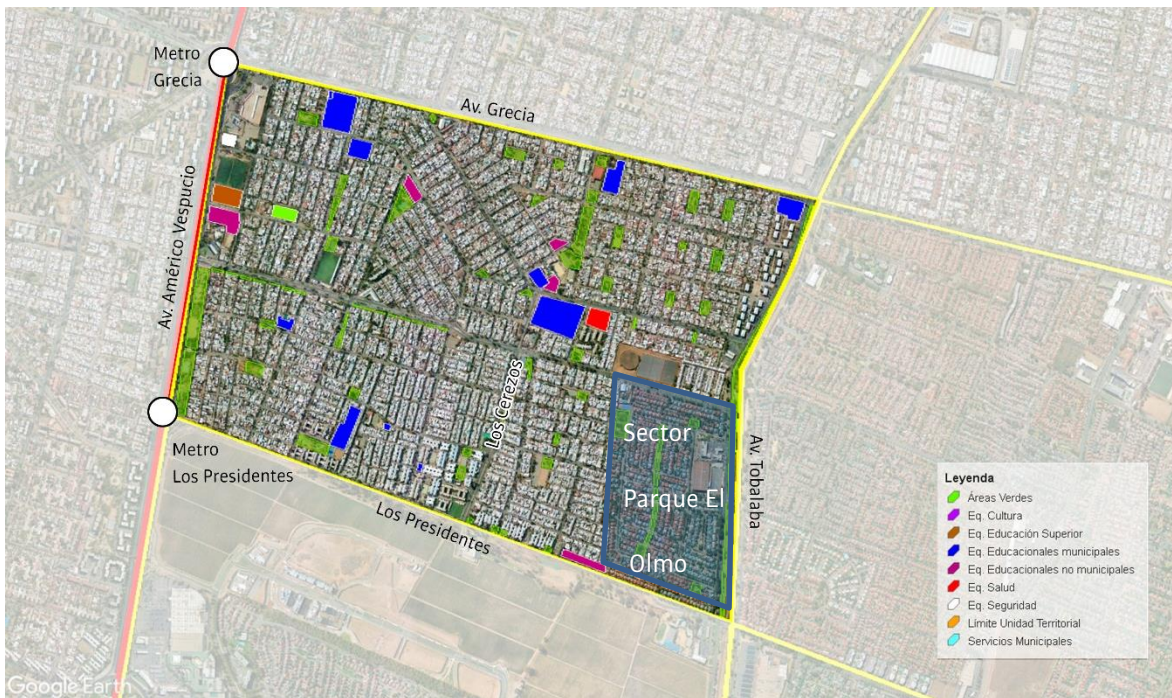 Metro
Grecia
Av. Grecia
Av. Américo Vespucio
Los Cerezos
Sector
Parque El
Olmo
Av. Tobalaba
Metro
Los Presidentes
Los Presidentes
Leyenda
Áreas Verdes
Eq. Cultura
Eq. Educación Superior
Eq. Educacionales municipales
Eq. Educacionales no municipales
Eq. Salud
Eq. Seguridad
Límite Unidad Territorial
Servicios Municipales
Google Earth